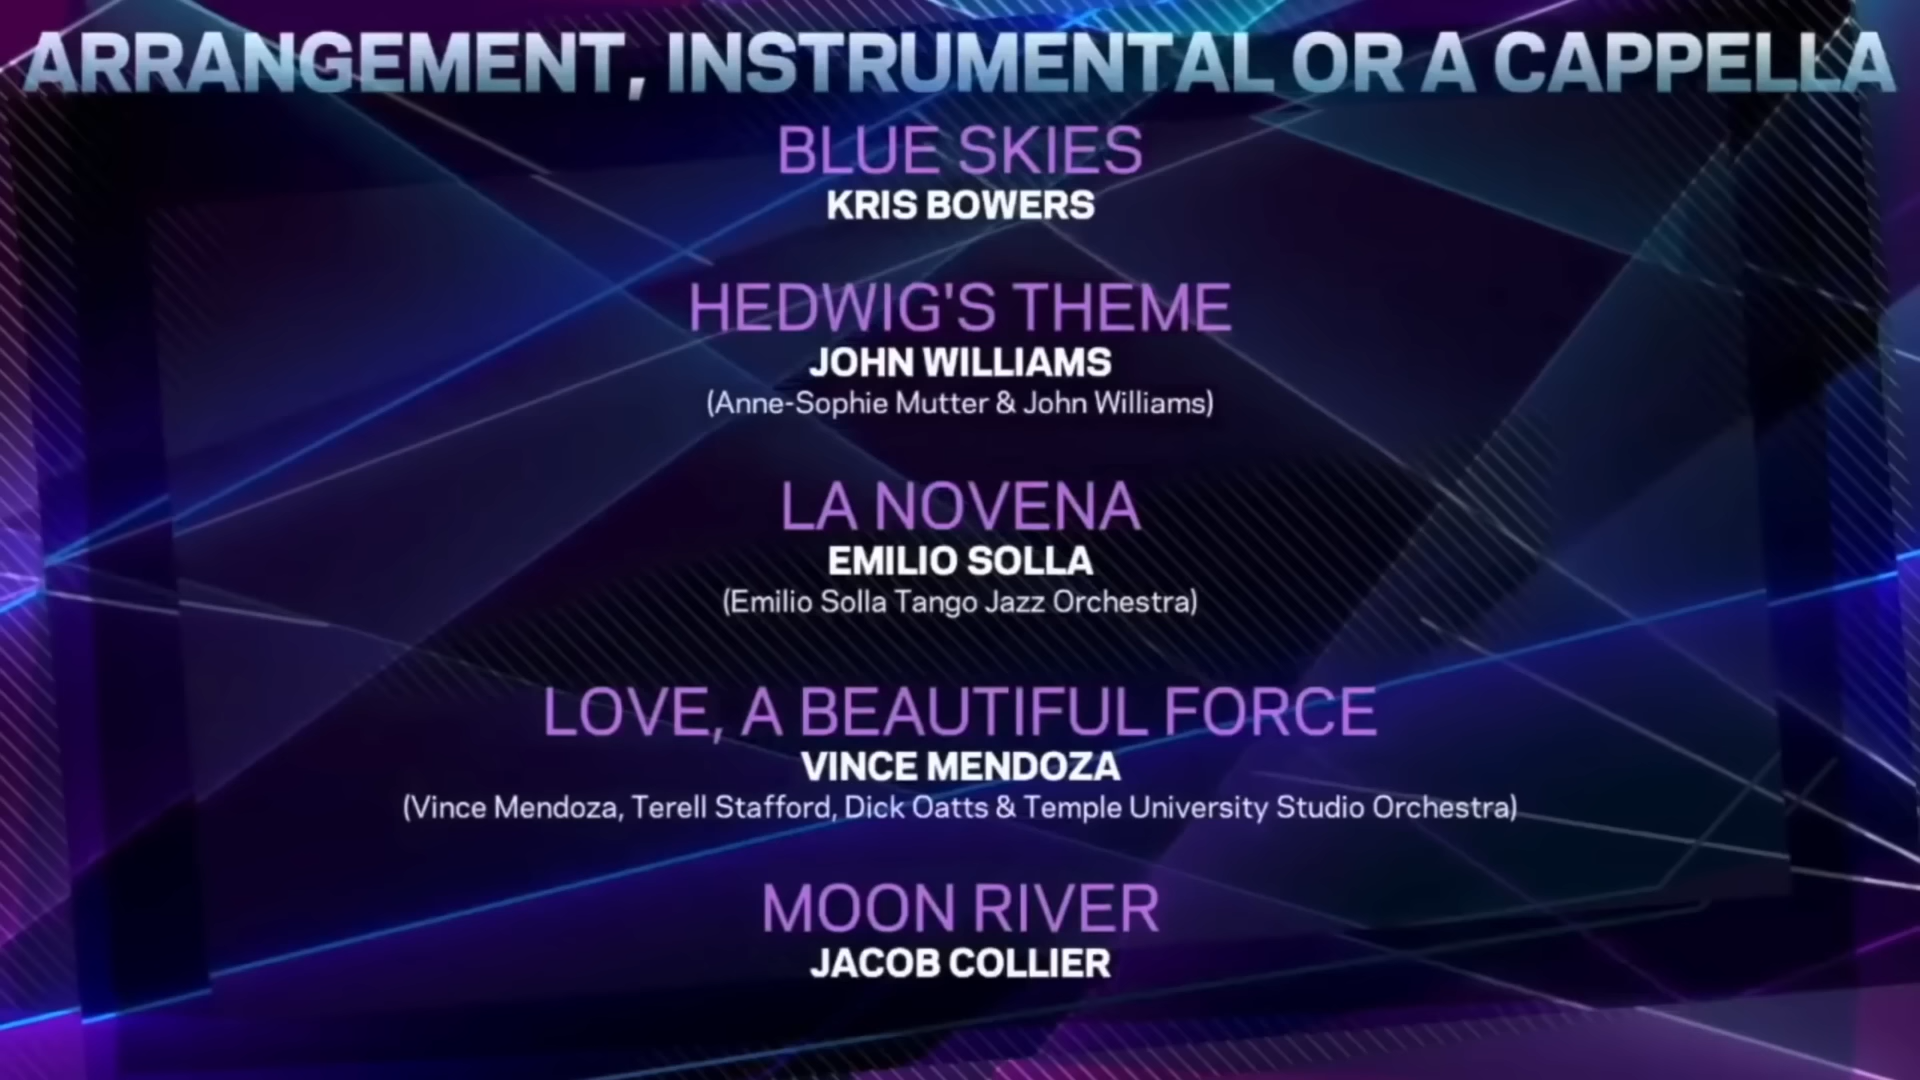 ARRANGEMENT, INSTRUMENTAL OR A CAPPELLA
BLUE SKIES
KRIS BOWERS
HEDWIG'S THEME
JOHN WILLIAMS
(Anne-Sophie Mutter & John Williams)
LA NOVENA
EMILIO SOLLA
(Emilio Solla Tango Jazz Orchestra)
LOVE, A BEAUTIFUL FORCE
VINCE MENDOZA
(Vince Mendoza, Terell Stafford, Dick Oatts & Temple University Studio Orchestra)
MOON RIVER
JACOB COLLIER